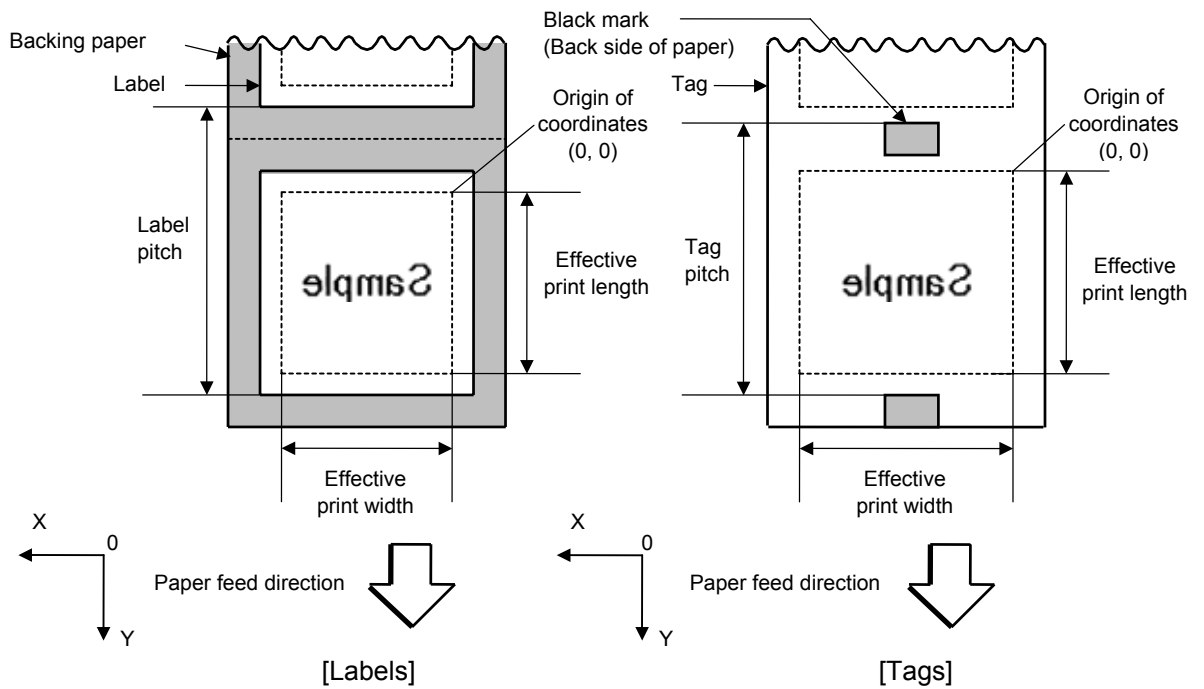 Backing paper
Label
Label
pitch
Origin of
coordinates
(0, 0)
Sample
Effective
print length
Effective
print width
X
0
Y
Paper feed direction
[Labels]
Black mark
(Back side of paper)
Tag
Tag
pitch
Origin of
coordinates
(0, 0)
Sample
Effective
print length
Effective
print width
X
0
Y
Paper feed direction
[Tags]